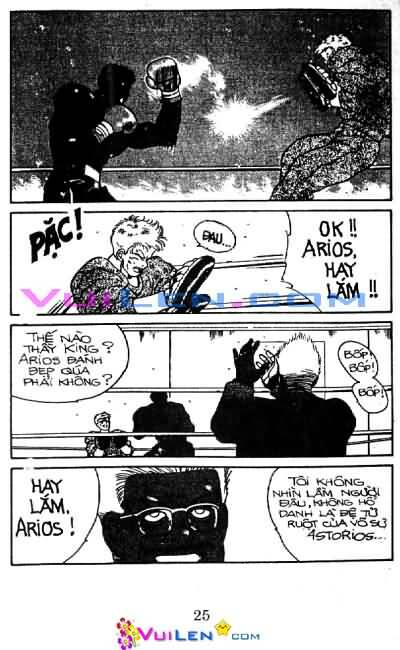 PẶC!
ĐAU...
OK!!
ARIOS,
HAY
LẮM!!
VuiLen.com
THẾ NÀO
THẦY KING?
ARIOS ĐÁNH
ĐẸP QUÁ
PHẢI KHÔNG?
BỐP!
BỐP!
BỐP!
HAY
LẮM,
ARIOS!
TÔI KHÔNG
NHÌN LẦM NGƯỜI
ĐÂU, KHÔNG HỔ
DANH LÀ ĐỆ TỬ
RUỘT CỦA VÕ SƯ
ASTORIOS...
25
VuiLen.com